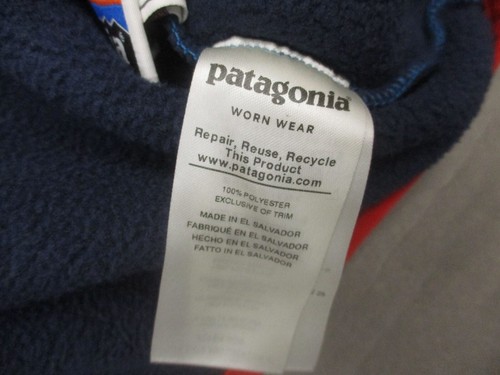 patagonia
WORN WEAR
Repair, Reuse, Recycle
This Product
www.patagonia.com
100% POLYESTER
EXCLUSIVE OF TRIM
MADE IN EL SALVADOR
FABRIQUÉ EN EL SALVADOR
HECHO EN EL SALVADOR
FATTO IN EL SALVADOR